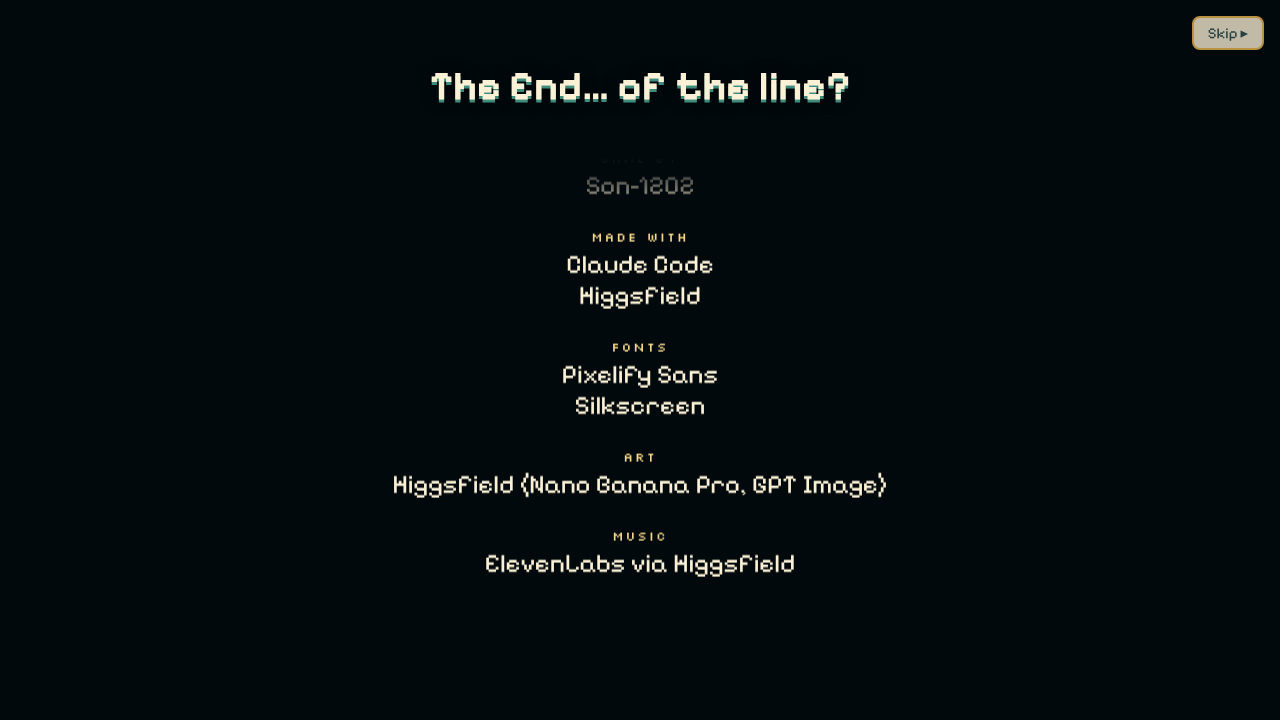 Skip ▸
The End... of the line?
Son-1202
MADE WITH
Claude Code
Higgsfield
FONTS
Pixelify Sans
Silkscreen
ART
Higgsfield (Nano Banana Pro, GPT Image)
MUSIC
ElevenLabs via Higgsfield